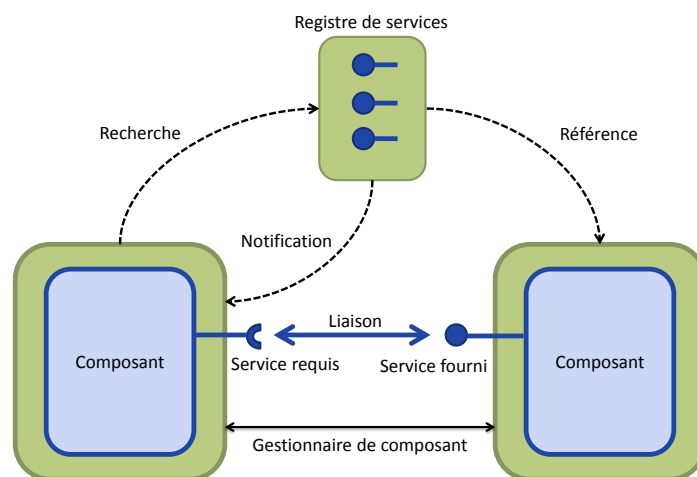 Registre de services
Recherche
Référence
Notification
Liaison
Composant
Service requis
Service fourni
Composant
Gestionnaire de composant